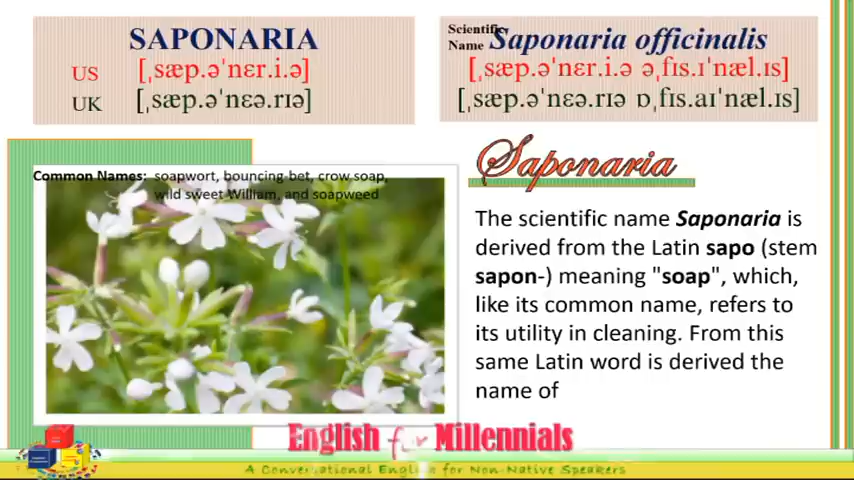 SAPONARIA
US [ˌsæp.əˈnɛr.i.ə]
UK [ˌsæp.əˈnɛə.rɪə]
Scientific
Name Saponaria officinalis
[ˌsæp.əˈnɛr.i.ə əˌfɪs.ɪˈnæl.ɪs]
[ˌsæp.əˈnɛə.rɪə ɒˌfɪs.aɪˈnæl.ɪs]
Common Names: soapwort, bouncing-bet, crow soap,
wild sweet William, and soapweed
Saponaria
The scientific name Saponaria is
derived from the Latin sapo (stem
sapon-) meaning "soap", which,
like its common name, refers to
its utility in cleaning. From this
same Latin word is derived the
name of
English for Millennials
A Conversational English for Non-Native Speakers